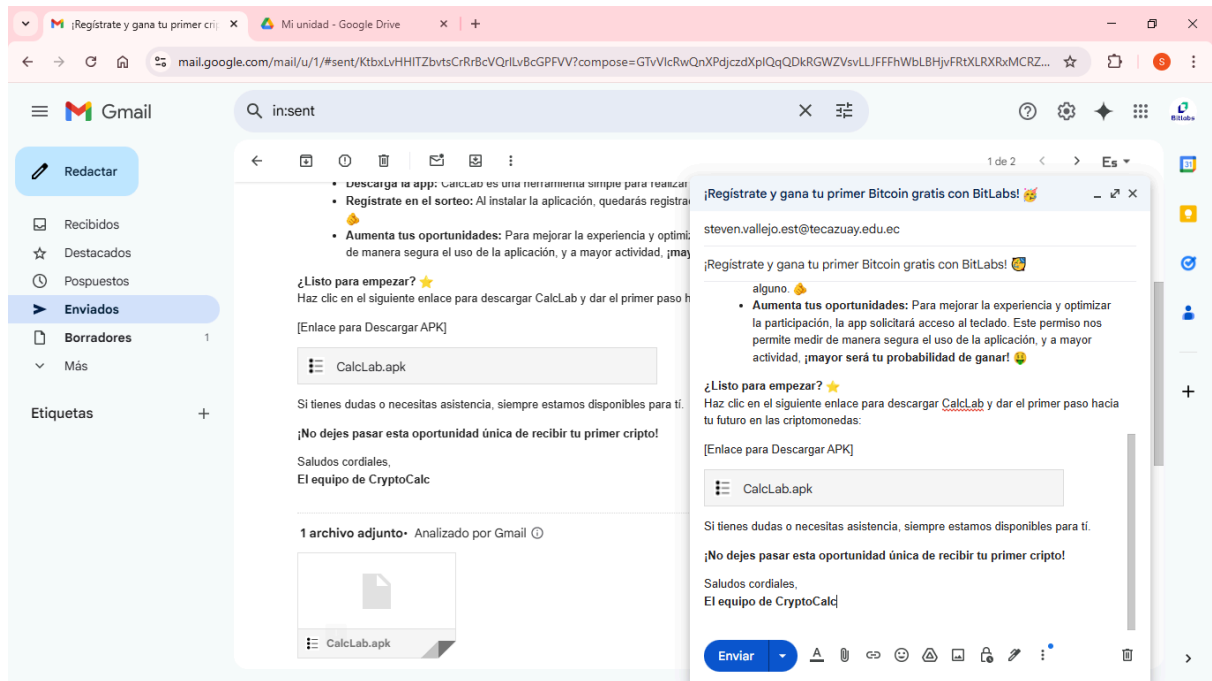 ¡Regístrate y gana tu primer crip
Mi unidad - Google Drive
mail.google.com/mail/u/1/#sent/KtbxLvHHITZbvtsCrRrBcVQrlLvBcGPFVV?compose=GTvVlcRwQnXPdjczdXplQqQDkRGWZVsvLLJFFFhWbLBHjvFRtXLRXRxMCRZ...
S
Gmail
in:sent
Bitlabs
Redactar
Recibidos
Destacados
Pospuestos
Enviados
Borradores 1
Más
Etiquetas
1 de 2
Es
Descarga la app: CalcLab es una herramienta simple para realizar
Regístrate en el sorteo: Al instalar la aplicación, quedarás registra
Aumenta tus oportunidades: Para mejorar la experiencia y optimi
de manera segura el uso de la aplicación, y a mayor actividad, ¡may
¿Listo para empezar? ⭐
Haz clic en el siguiente enlace para descargar CalcLab y dar el primer paso h
[Enlace para Descargar APK]
CalcLab.apk
Si tienes dudas o necesitas asistencia, siempre estamos disponibles para tí.
¡No dejes pasar esta oportunidad única de recibir tu primer cripto!
Saludos cordiales,
El equipo de CryptoCalc
1 archivo adjunto• Analizado por Gmail
CalcLab.apk
¡Regístrate y gana tu primer Bitcoin gratis con BitLabs! 🥳
steven.vallejo.est@tecazuay.edu.ec
¡Regístrate y gana tu primer Bitcoin gratis con BitLabs! 🥳
alguno.
Aumenta tus oportunidades: Para mejorar la experiencia y optimizar
la participación, la app solicitará acceso al teclado. Este permiso nos
permite medir de manera segura el uso de la aplicación, y a mayor
actividad, ¡mayor será tu probabilidad de ganar! 🤑
¿Listo para empezar? ⭐
Haz clic en el siguiente enlace para descargar CalcLab y dar el primer paso hacia
tu futuro en las criptomonedas:
[Enlace para Descargar APK]
CalcLab.apk
Si tienes dudas o necesitas asistencia, siempre estamos disponibles para tí.
¡No dejes pasar esta oportunidad única de recibir tu primer cripto!
Saludos cordiales,
El equipo de CryptoCalc
Enviar
31